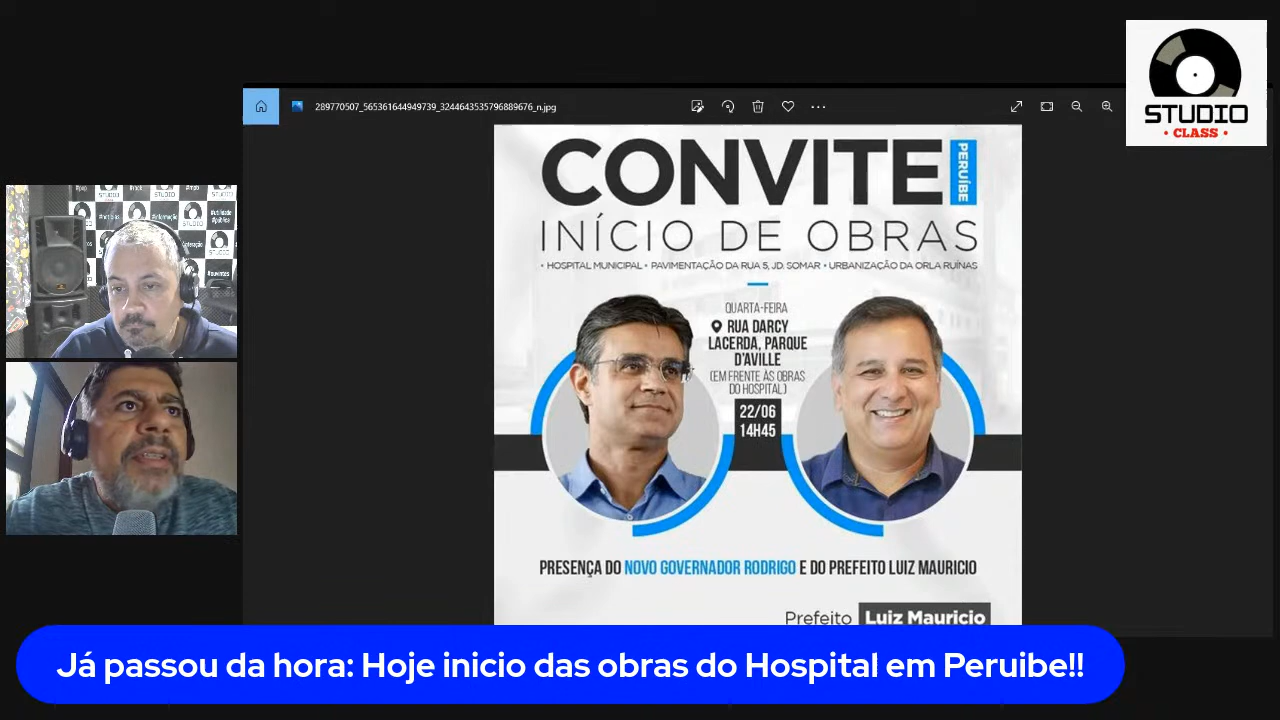 STUDIO
• CLASS •
289770507_565361644949739_3244643535796889676_n.jpg
CONVITE
PERUÍBE
INÍCIO DE OBRAS
• HOSPITAL MUNICIPAL • PAVIMENTAÇÃO DA RUA 5, JD. SOMAR • URBANIZAÇÃO DA ORLA RUÍNAS
QUARTA-FEIRA
RUA DARCY
LACERDA, PARQUE
D'AVILLE
(EM FRENTE ÀS OBRAS
DO HOSPITAL)
22/06
14H45
PRESENÇA DO NOVO GOVERNADOR RODRIGO E DO PREFEITO LUIZ MAURICIO
Prefeito Luiz Mauricio
Já passou da hora: Hoje inicio das obras do Hospital em Peruibe!!